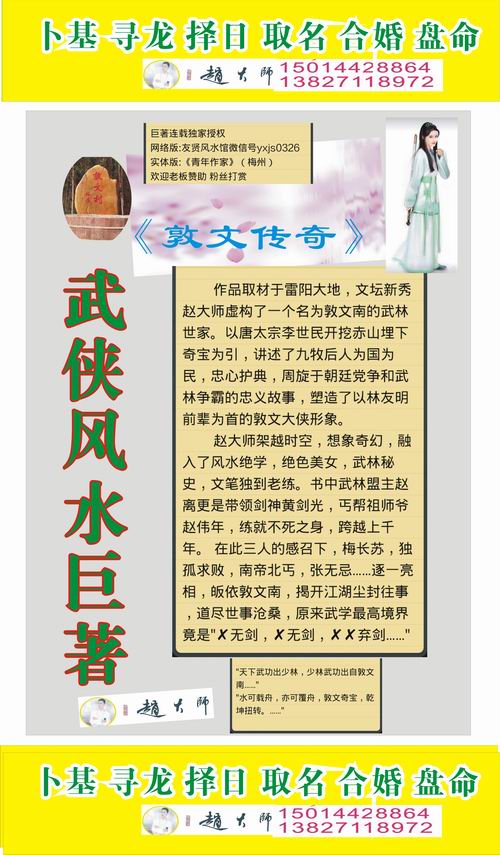 卜基 寻龙 择日 取名 合婚 盘命
趙大師
15014428864
13827118972
巨著连载独家授权
网络版:友贤风水馆微信号yxjs0326
实体版:《青年作家》（梅州）
欢迎老板赞助 粉丝打赏
敦文村
《敦文传奇》
武侠风水巨著
作品取材于雷阳大地，文坛新秀
赵大师虚构了一个名为敦文南的武林
世家。以唐太宗李世民开挖赤山埋下
奇宝为引，讲述了九牧后人为国为
民，忠心护典，周旋于朝廷党争和武
林争霸的忠义故事，塑造了以林友明
前辈为首的敦文大侠形象。
赵大师架越时空，想象奇幻，融
入了风水绝学，绝色美女，武林秘
史，文笔独到老练。书中武林盟主赵
离更是带领剑神黄剑光，丐帮祖师爷
赵伟年，练就不死之身，跨越上千
年。 在此三人的感召下，梅长苏，独
孤求败，南帝北丐，张无忌......逐一亮
相，皈依敦文南，揭开江湖尘封往事
，道尽世事沧桑，原来武学最高境界
竟是"✘无剑，✘无剑，✘✘弃剑......"
"天下武功出少林，少林武功出自敦文
南......"
"水可载舟，亦可覆舟，敦文奇宝，乾
坤扭转。......"
趙大師
卜基 寻龙 择日 取名 合婚 盘命
趙大師
15014428864
13827118972